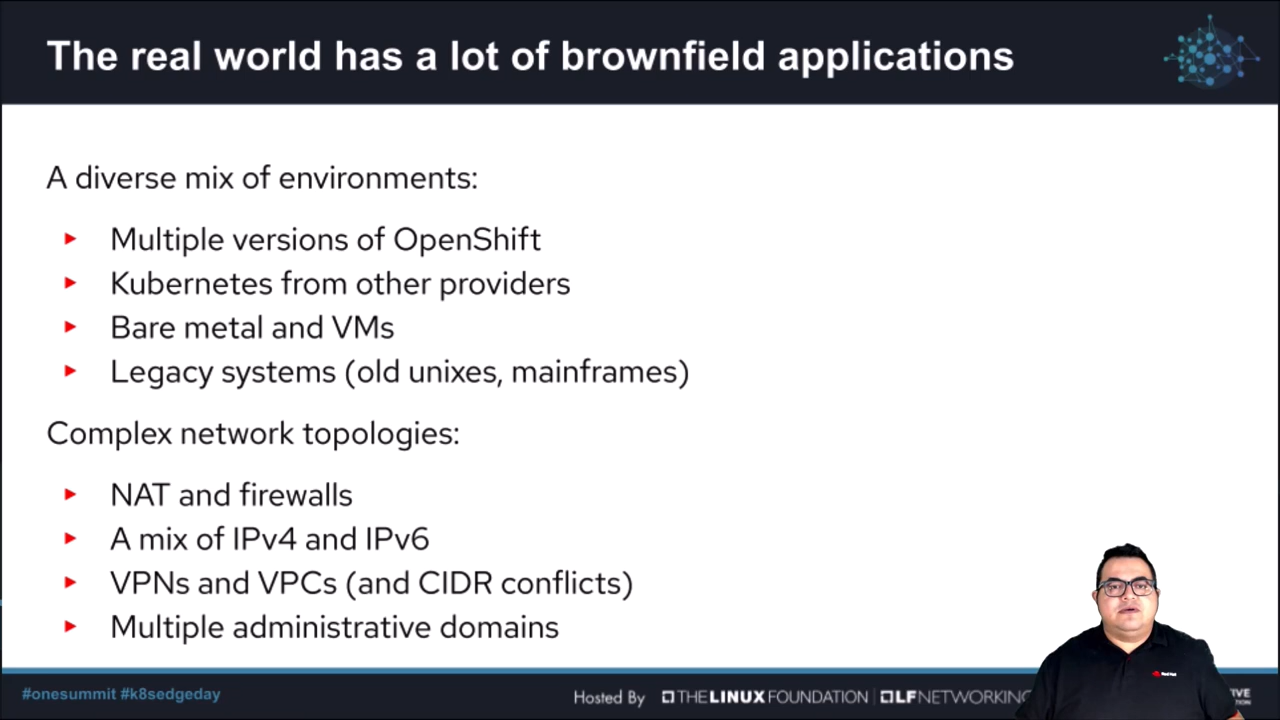 The real world has a lot of brownfield applications
A diverse mix of environments:
Multiple versions of OpenShift
Kubernetes from other providers
Bare metal and VMs
Legacy systems (old unixes, mainframes)
Complex network topologies:
NAT and firewalls
A mix of IPv4 and IPv6
VPNs and VPCs (and CIDR conflicts)
Multiple administrative domains
#onesummit #k8sedgeday
Hosted By THE LINUX FOUNDATION LF NETWORKING
Red Hat